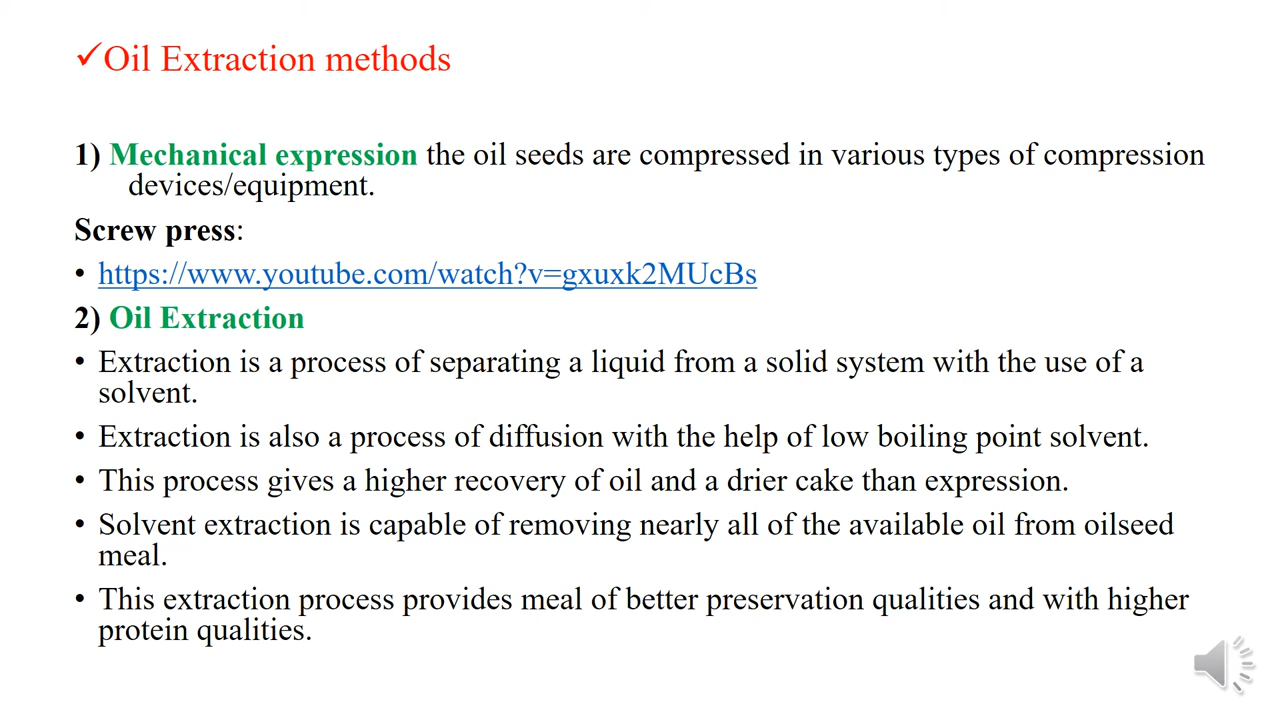 ✓Oil Extraction methods
1) Mechanical expression the oil seeds are compressed in various types of compression
devices/equipment.
Screw press:
• https://www.youtube.com/watch?v=gxuxk2MUcBs
2) Oil Extraction
• Extraction is a process of separating a liquid from a solid system with the use of a
solvent.
• Extraction is also a process of diffusion with the help of low boiling point solvent.
• This process gives a higher recovery of oil and a drier cake than expression.
• Solvent extraction is capable of removing nearly all of the available oil from oilseed
meal.
• This extraction process provides meal of better preservation qualities and with higher
protein qualities.